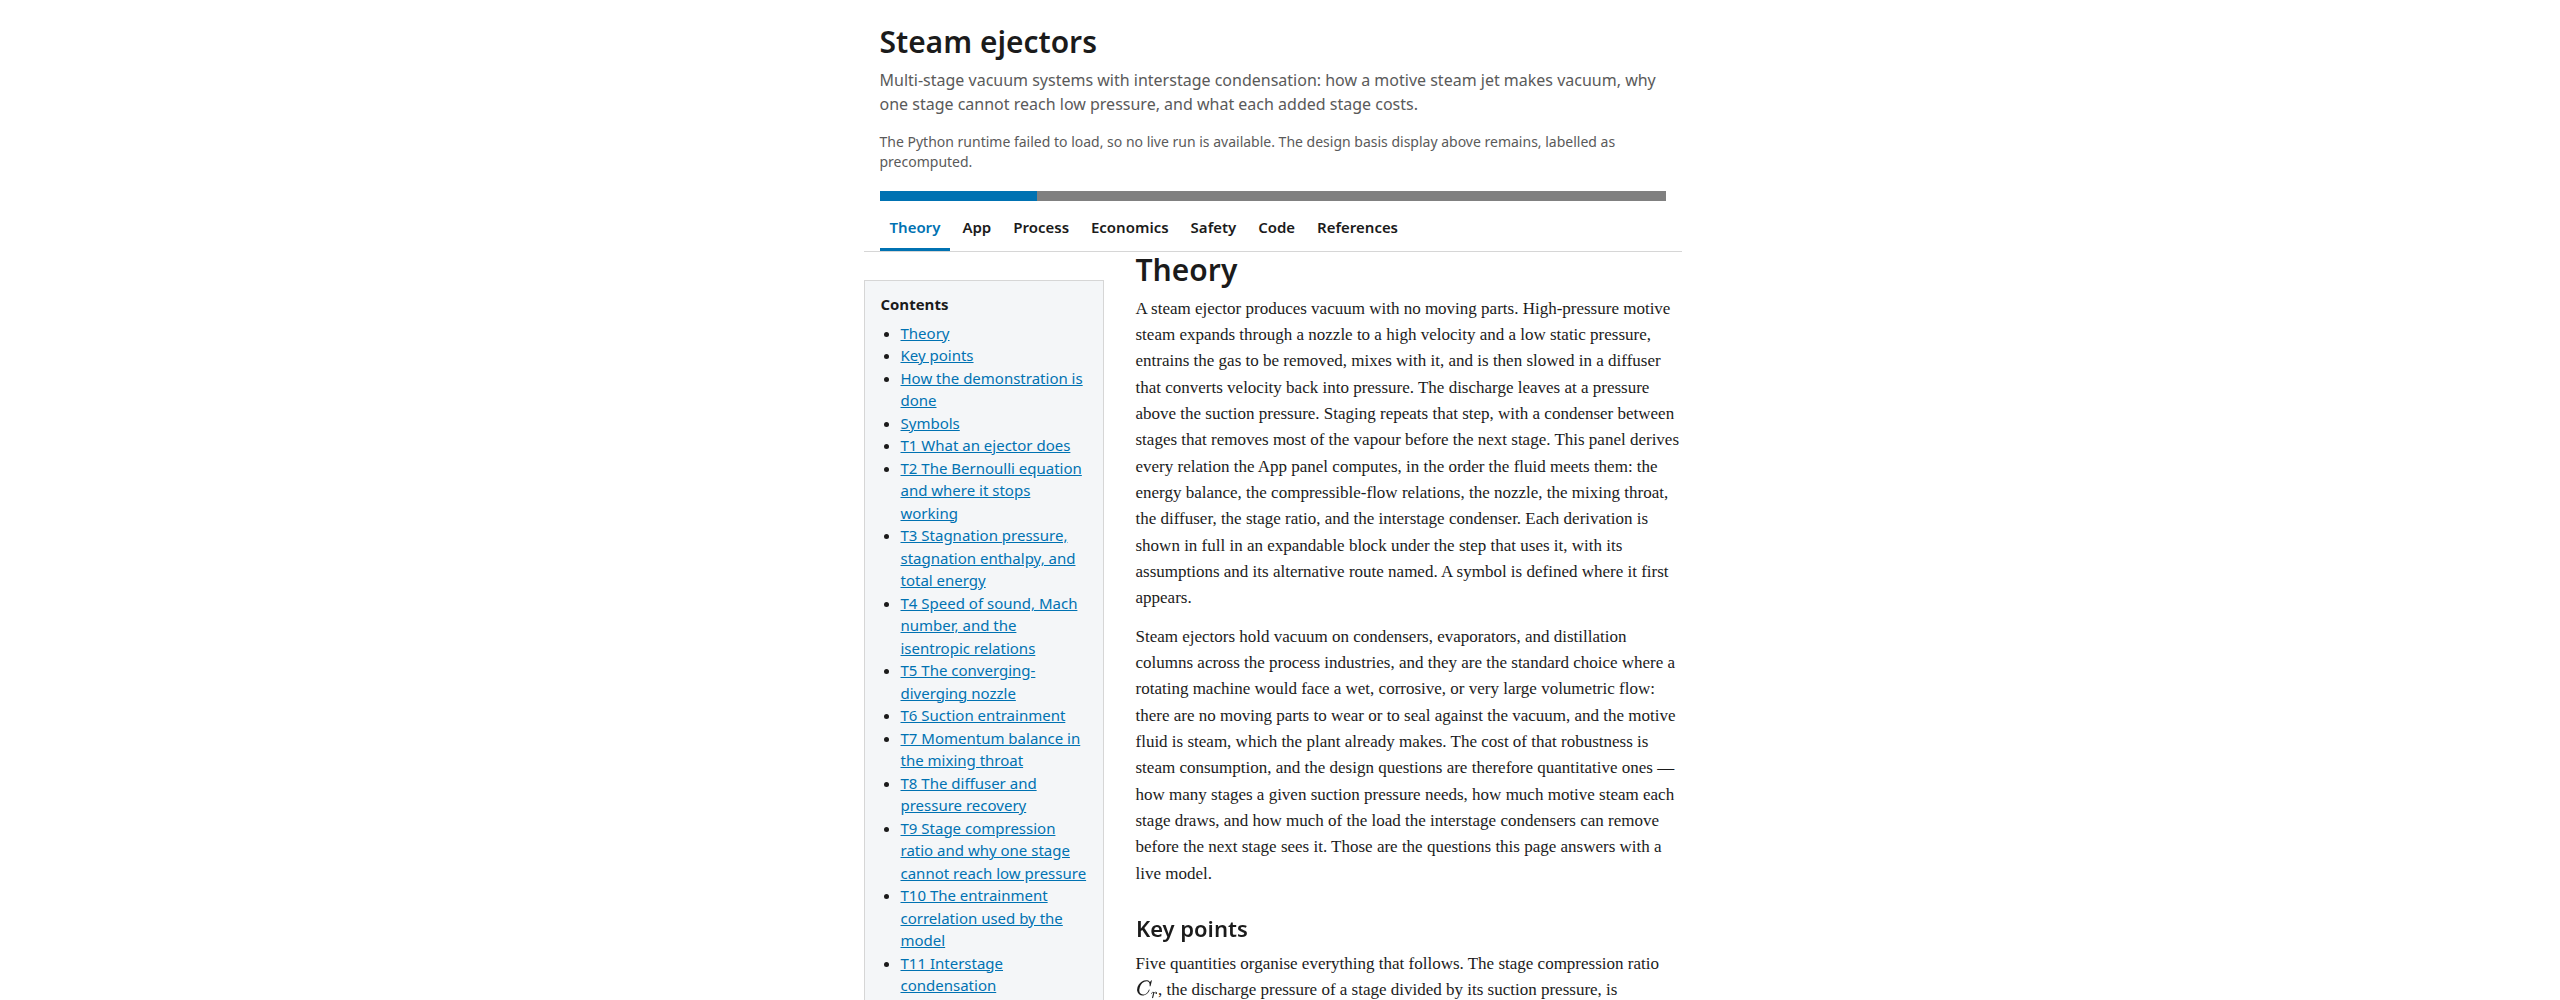 Steam ejectors
Multi-stage vacuum systems with interstage condensation: how a motive steam jet makes vacuum, why
one stage cannot reach low pressure, and what each added stage costs.
The Python runtime failed to load, so no live run is available. The design basis display above remains, labelled as
precomputed.
Theory App Process Economics Safety Code References
Contents
Theory
Key points
How the demonstration is
done
Symbols
T1 What an ejector does
T2 The Bernoulli equation
and where it stops
working
T3 Stagnation pressure,
stagnation enthalpy, and
total energy
T4 Speed of sound, Mach
number, and the
isentropic relations
T5 The converging-
diverging nozzle
T6 Suction entrainment
T7 Momentum balance in
the mixing throat
T8 The diffuser and
pressure recovery
T9 Stage compression
ratio and why one stage
cannot reach low pressure
T10 The entrainment
correlation used by the
model
T11 Interstage
condensation
Theory
A steam ejector produces vacuum with no moving parts. High-pressure motive
steam expands through a nozzle to a high velocity and a low static pressure,
entrains the gas to be removed, mixes with it, and is then slowed in a diffuser
that converts velocity back into pressure. The discharge leaves at a pressure
above the suction pressure. Staging repeats that step, with a condenser between
stages that removes most of the vapour before the next stage. This panel derives
every relation the App panel computes, in the order the fluid meets them: the
energy balance, the compressible-flow relations, the nozzle, the mixing throat,
the diffuser, the stage ratio, and the interstage condenser. Each derivation is
shown in full in an expandable block under the step that uses it, with its
assumptions and its alternative route named. A symbol is defined where it first
appears.
Steam ejectors hold vacuum on condensers, evaporators, and distillation
columns across the process industries, and they are the standard choice where a
rotating machine would face a wet, corrosive, or very large volumetric flow:
there are no moving parts to wear or to seal against the vacuum, and the motive
fluid is steam, which the plant already makes. The cost of that robustness is
steam consumption, and the design questions are therefore quantitative ones —
how many stages a given suction pressure needs, how much motive steam each
stage draws, and how much of the load the interstage condensers can remove
before the next stage sees it. Those are the questions this page answers with a
live model.
Key points
Five quantities organise everything that follows. The stage compression ratio
C_r, the discharge pressure of a stage divided by its suction pressure, is